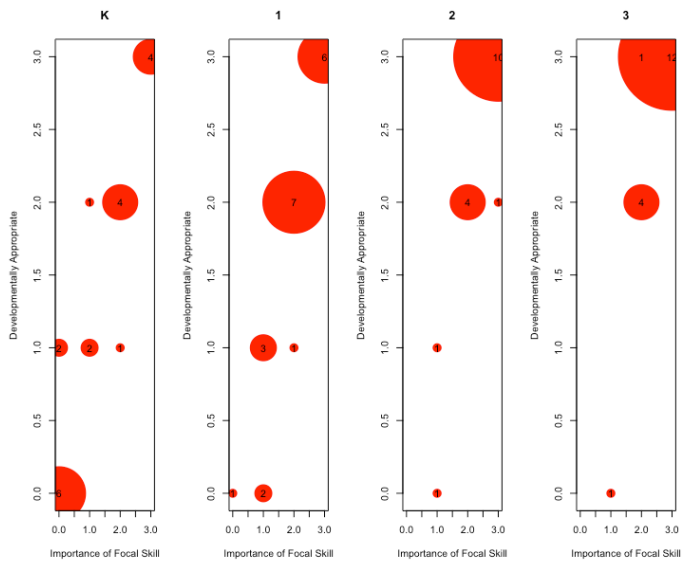 K 1 2 3
3.0 4 3.0 6 3.0 10 3.0 1 12
2.5 2.5 2.5 2.5
2.0 1 4 2.0 7 2.0 4 1 2.0 4
Developmentally Appropriate Developmentally Appropriate Developmentally Appropriate Developmentally Appropriate
1.5 1.5 1.5 1.5
1.0 2 2 1 1.0 3 1 1.0 1 1.0
0.5 0.5 0.5 0.5
0.0 6 0.0 1 2 0.0 1 0.0 1
0.0 1.0 2.0 3.0 0.0 1.0 2.0 3.0 0.0 1.0 2.0 3.0 0.0 1.0 2.0 3.0
Importance of Focal Skill Importance of Focal Skill Importance of Focal Skill Importance of Focal Skill